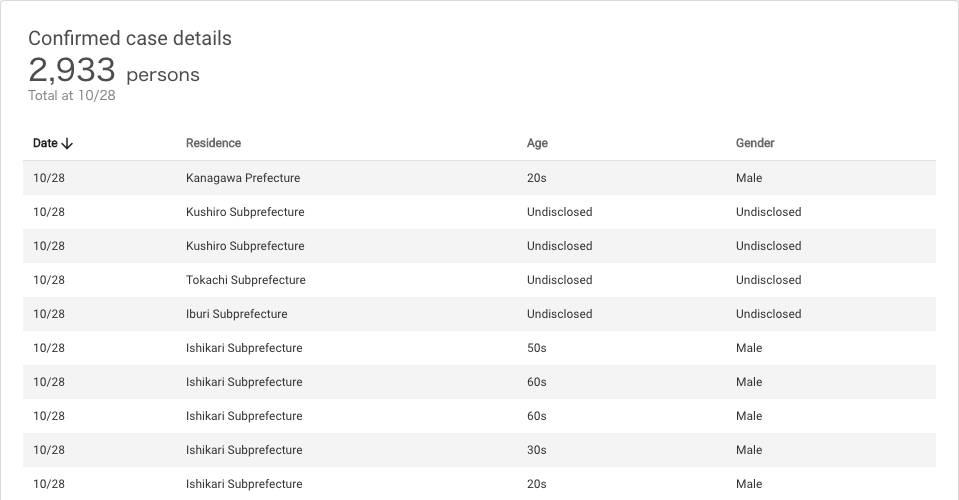 Confirmed case details
2,933 persons
Total at 10/28
Date Residence Age Gender
10/28 Kanagawa Prefecture 20s Male
10/28 Kushiro Subprefecture Undisclosed Undisclosed
10/28 Kushiro Subprefecture Undisclosed Undisclosed
10/28 Tokachi Subprefecture Undisclosed Undisclosed
10/28 Iburi Subprefecture Undisclosed Undisclosed
10/28 Ishikari Subprefecture 50s Male
10/28 Ishikari Subprefecture 60s Male
10/28 Ishikari Subprefecture 60s Male
10/28 Ishikari Subprefecture 30s Male
10/28 Ishikari Subprefecture 20s Male